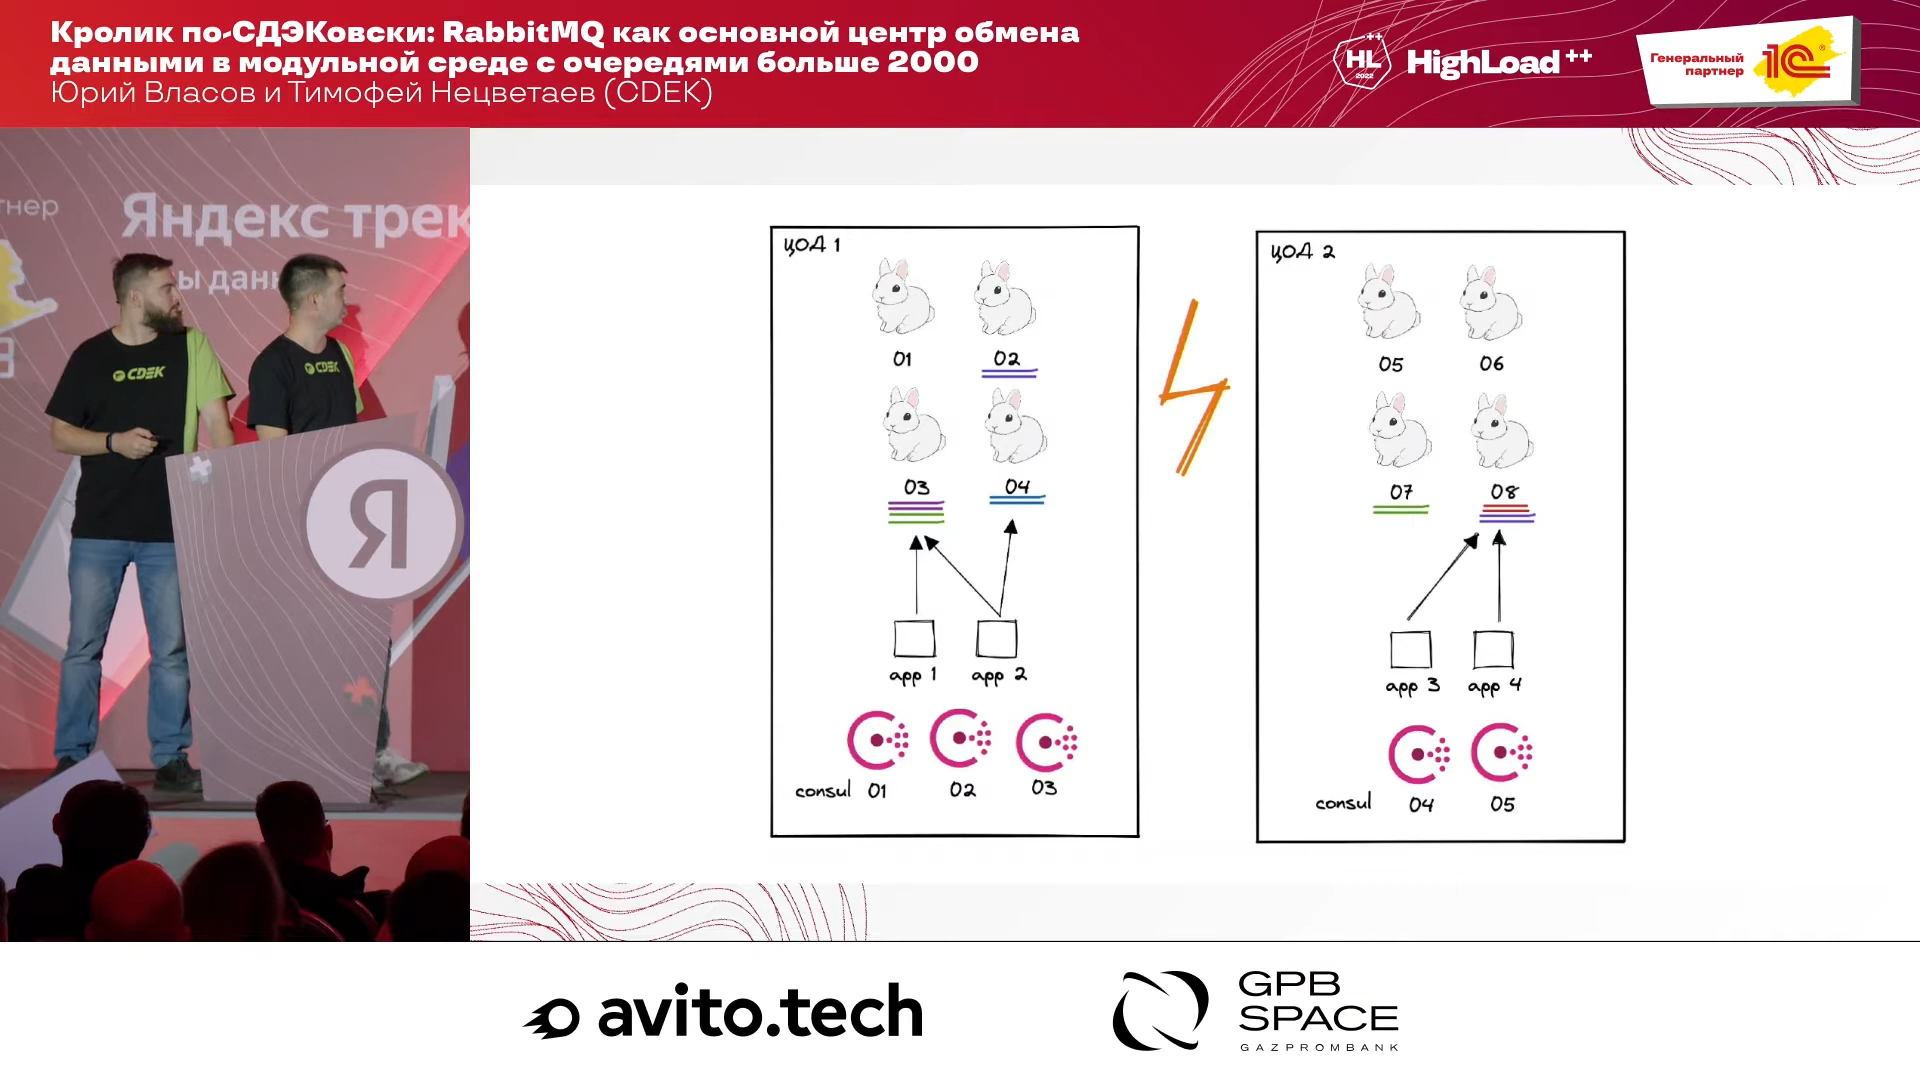 Кролик по-СДЭКовски: RabbitMQ как основной центр обмена
данными в модульной среде с очередями больше 2000
Юрий Власов и Тимофей Нецветаев (CDEK)
HL++
2022
HighLoad++
Генеральный
партнер
1С®
Яндекс трек
ы дан
CDEK
CDEK
Я
ЦОД 1
01
02
03
04
app 1
app 2
consul 01 02 03
ЦОД 2
05
06
07
08
app 3
app 4
consul 04 05
avito.tech
GPB
SPACE
GAZPROMBANK